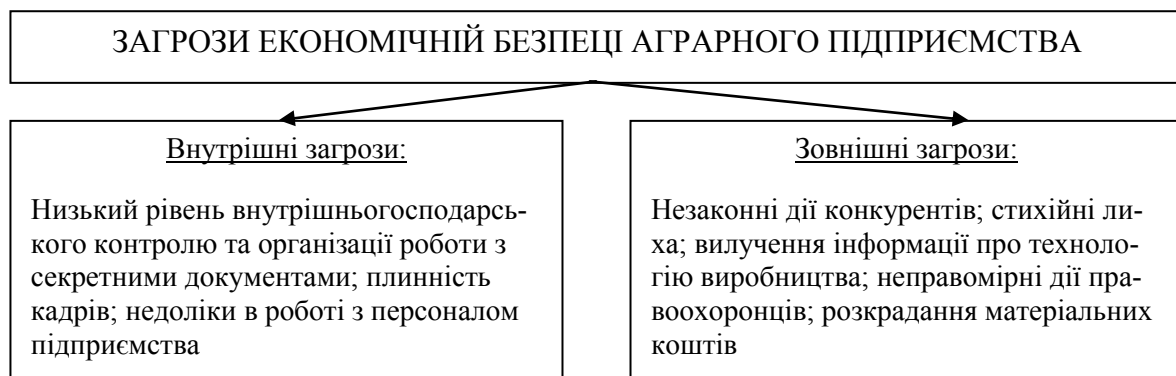 ЗАГРОЗИ ЕКОНОМІЧНІЙ БЕЗПЕЦІ АГРАРНОГО ПІДПРИЄМСТВА
Внутрішні загрози:
Низький рівень внутрішньогосподарсь-
кого контролю та організації роботи з
секретними документами; плинність
кадрів; недоліки в роботі з персоналом
підприємства
Зовнішні загрози:
Незаконні дії конкурентів; стихійні ли-
ха; вилучення інформації про техноло-
гію виробництва; неправомірні дії пра-
воохоронців; розкрадання матеріальних
коштів